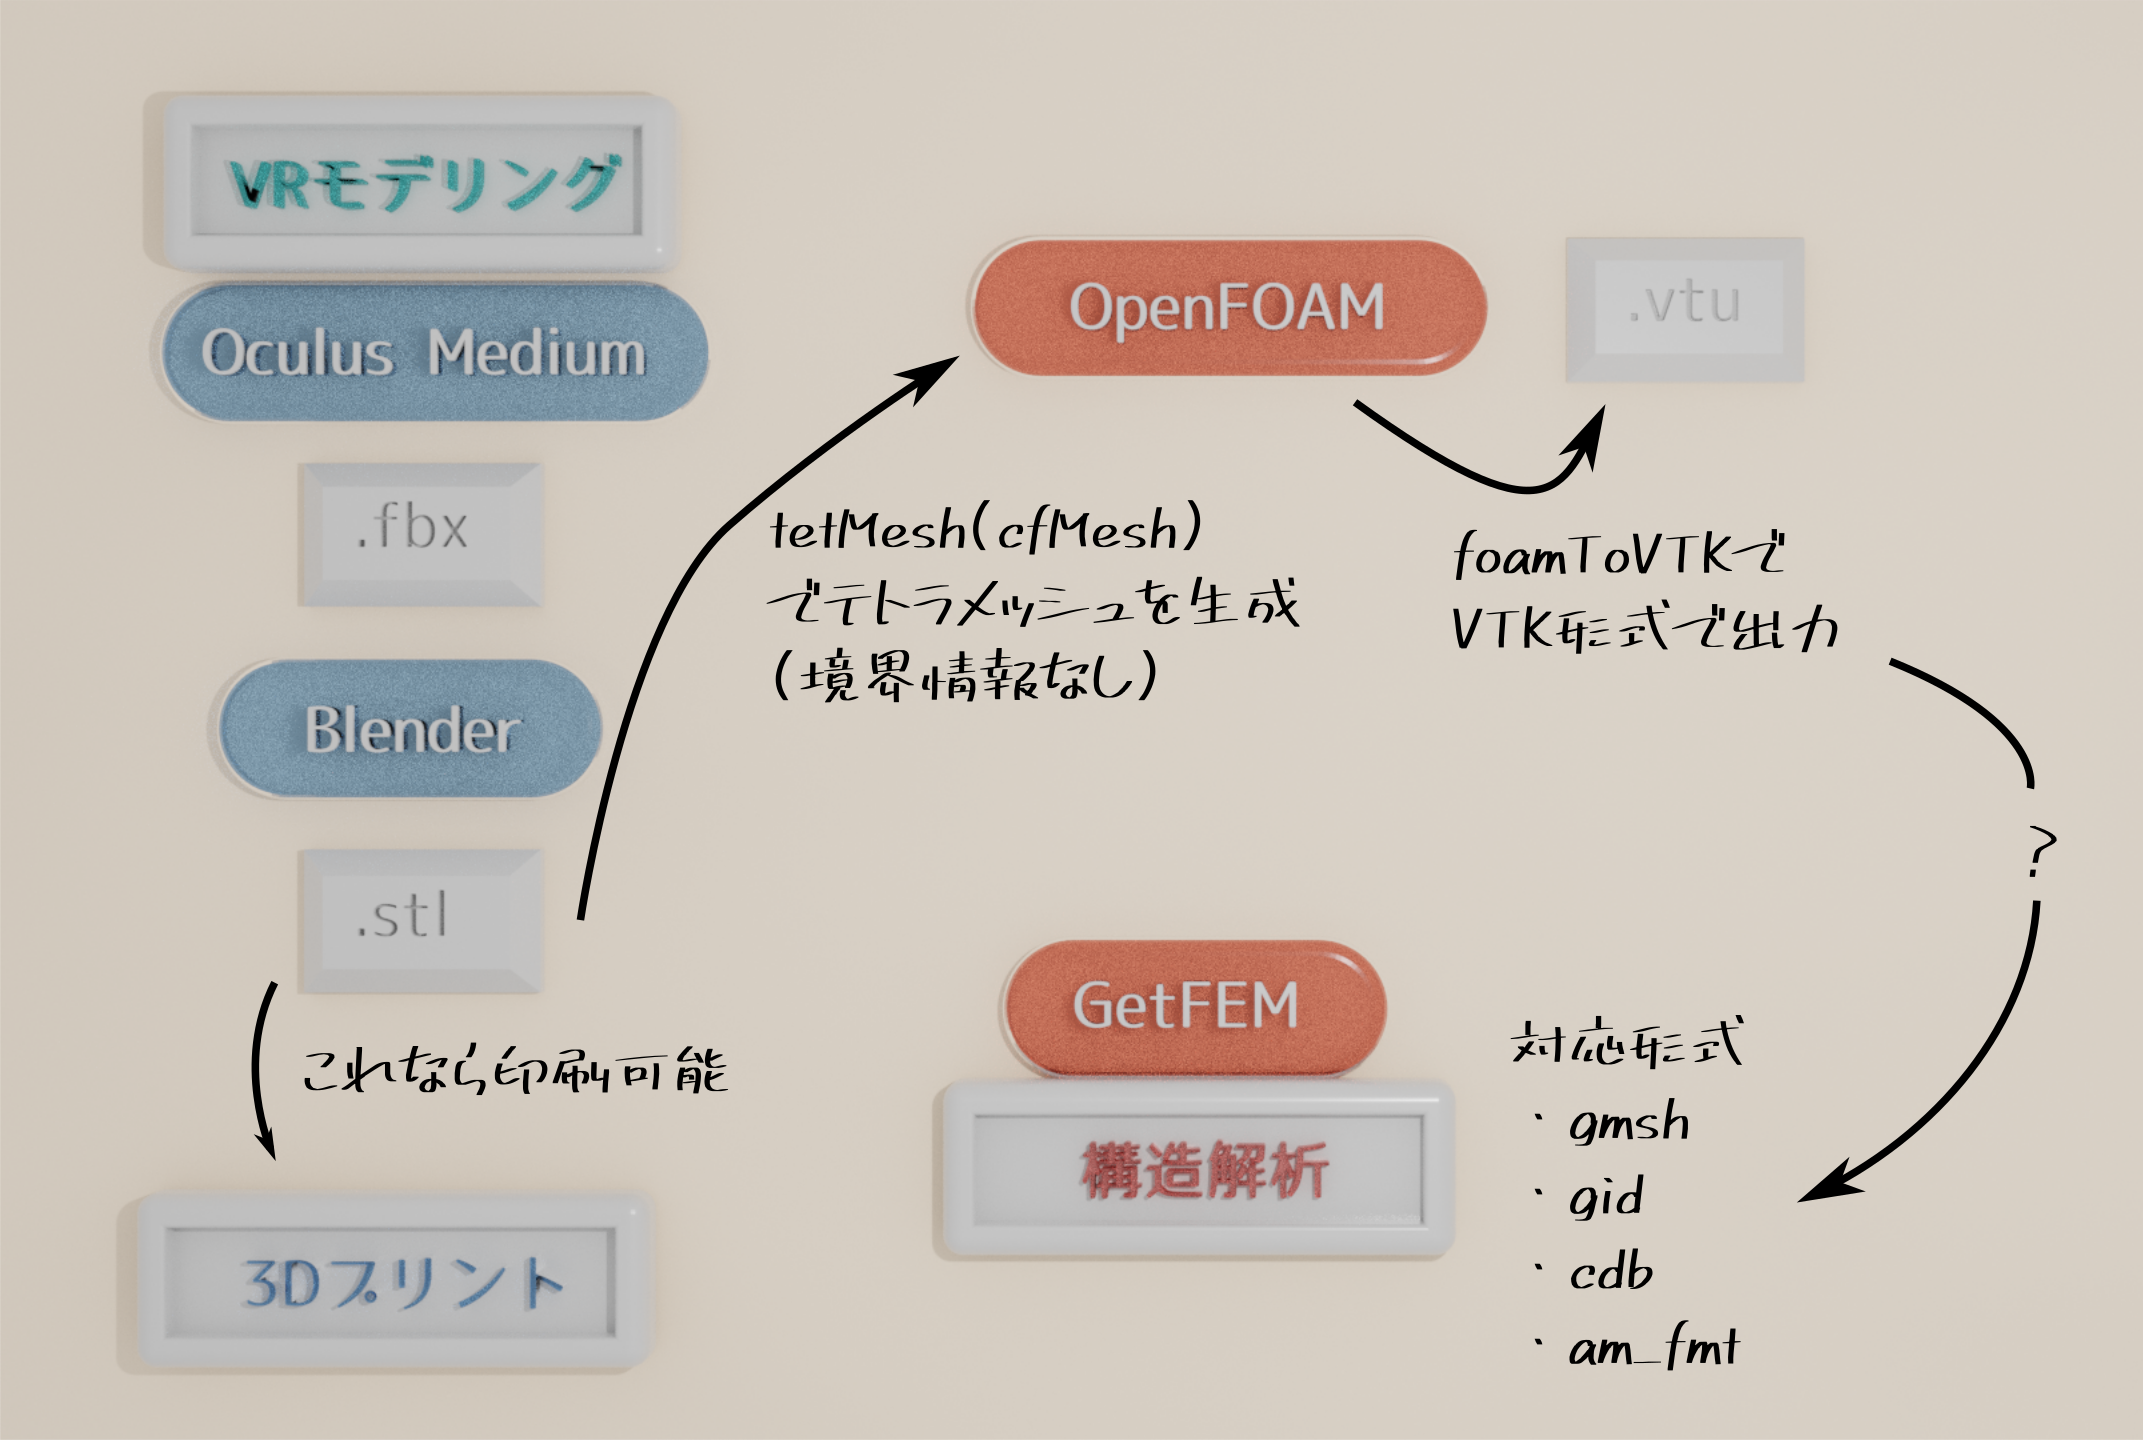 VRモデリング
Oculus Medium
.fbx
Blender
.stl
これなら印刷可能
3Dプリント
OpenFOAM
.vtu
tetMesh(cfMesh)
でテトラメッシュを生成
(境界情報なし)
foamToVTKで
VTK形式で出力
?
GetFEM
構造解析
対応形式
・gmsh
・gid
・cdb
・am_fmt